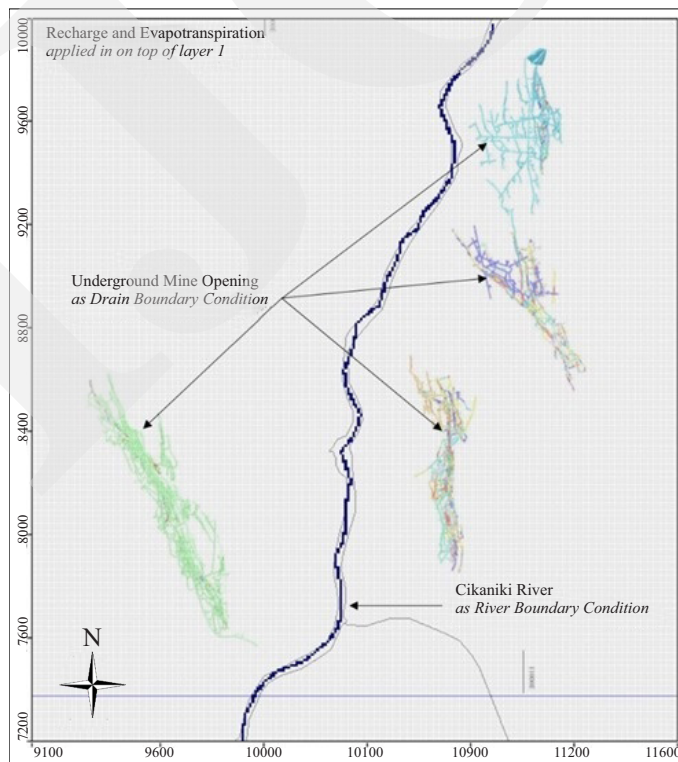 Recharge and Evapotranspiration
applied in on top of layer 1
Underground Mine Opening
as Drain Boundary Condition
Cikaniki River
as River Boundary Condition
N
10000
9600
9200
8800
8400
8000
7600
7200
9100
9600
10000
10100
10900
11200
11600